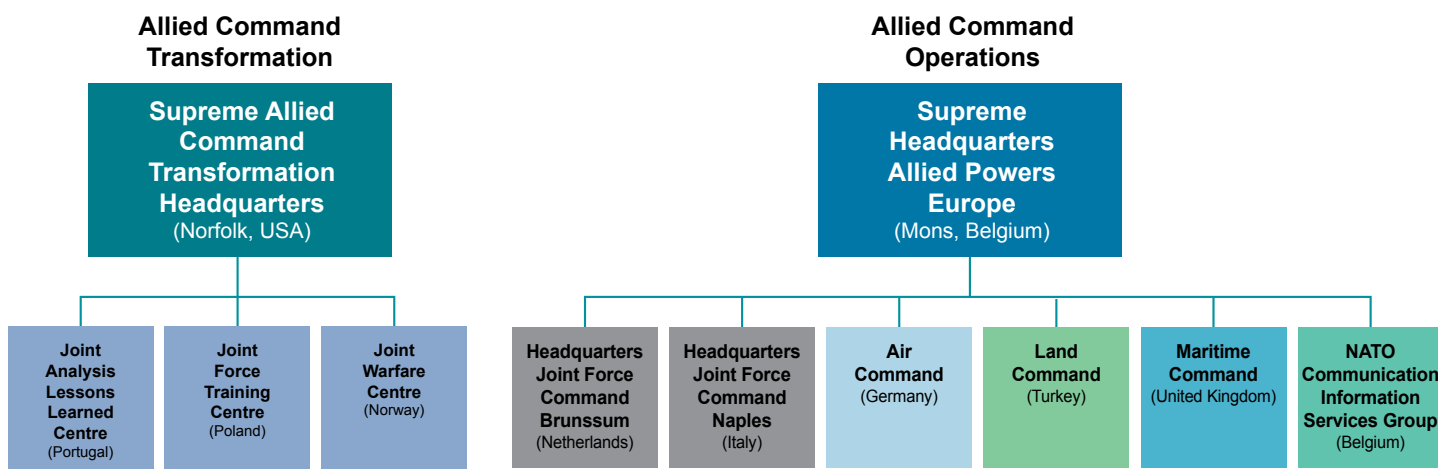 Allied Command
Transformation
Supreme Allied
Command
Transformation
Headquarters
(Norfolk, USA)
Joint
Analysis
Lessons
Learned
Centre
(Portugal)
Joint
Force
Training
Centre
(Poland)
Joint
Warfare
Centre
(Norway)
Allied Command
Operations
Supreme
Headquarters
Allied Powers
Europe
(Mons, Belgium)
Headquarters
Joint Force
Command
Brunssum
(Netherlands)
Headquarters
Joint Force
Command
Naples
(Italy)
Air
Command
(Germany)
Land
Command
(Turkey)
Maritime
Command
(United Kingdom)
NATO
Communication
Information
Services Group
(Belgium)